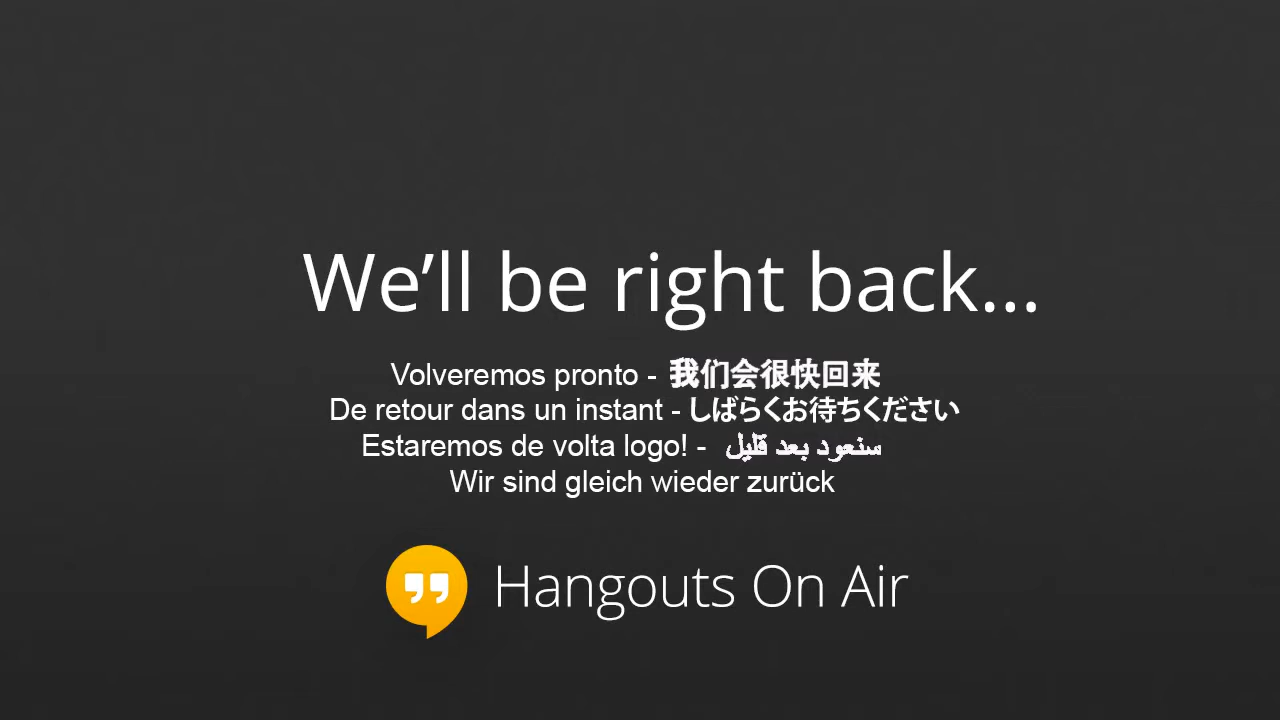 We'll be right back...
Volveremos pronto - 我们会很快回来
De retour dans un instant - しばらくお待ちください
Estaremos de volta logo! - سنعود بعد قليل
Wir sind gleich wieder zurück
Hangouts On Air